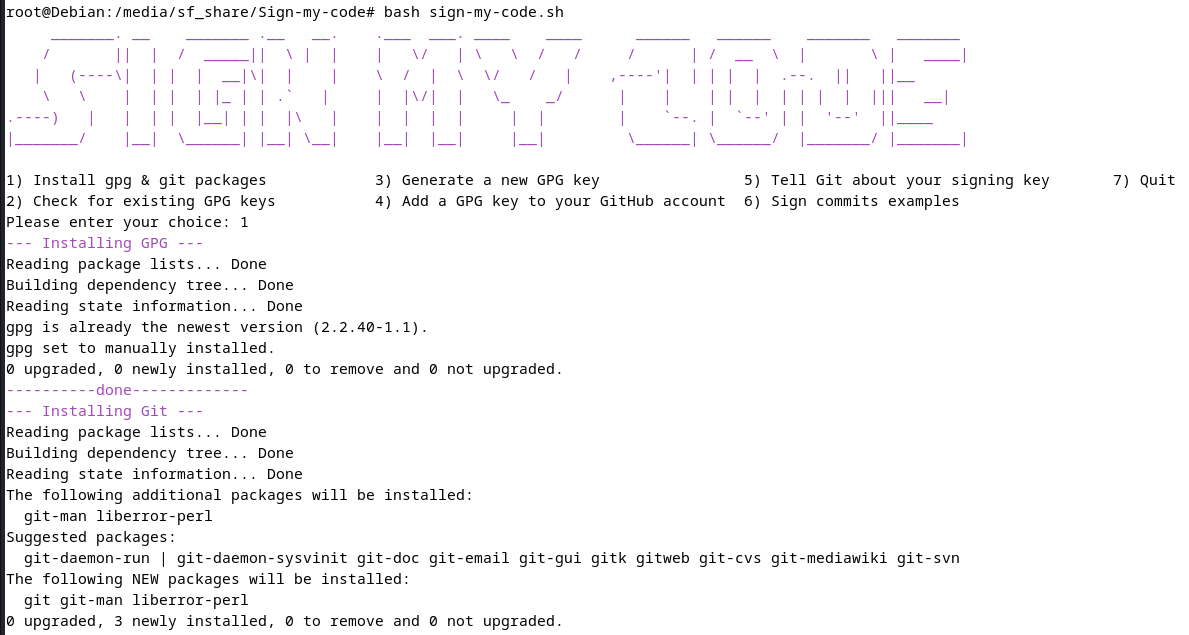 root@Debian:/media/sf_share/Sign-my-code# bash sign-my-code.sh
SIGN MY CODE
1) Install gpg & git packages 3) Generate a new GPG key 5) Tell Git about your signing key 7) Quit
2) Check for existing GPG keys 4) Add a GPG key to your GitHub account 6) Sign commits examples
Please enter your choice: 1
--- Installing GPG ---
Reading package lists... Done
Building dependency tree... Done
Reading state information... Done
gpg is already the newest version (2.2.40-1.1).
gpg set to manually installed.
0 upgraded, 0 newly installed, 0 to remove and 0 not upgraded.
----------done-------------
--- Installing Git ---
Reading package lists... Done
Building dependency tree... Done
Reading state information... Done
The following additional packages will be installed:
  git-man liberror-perl
Suggested packages:
  git-daemon-run | git-daemon-sysvinit git-doc git-email git-gui gitk gitweb git-cvs git-mediawiki git-svn
The following NEW packages will be installed:
  git git-man liberror-perl
0 upgraded, 3 newly installed, 0 to remove and 0 not upgraded.